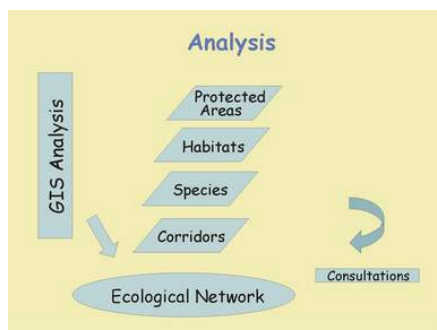 Analysis
GIS Analysis
Protected
Areas
Habitats
Species
Corridors
Consultations
Ecological Network